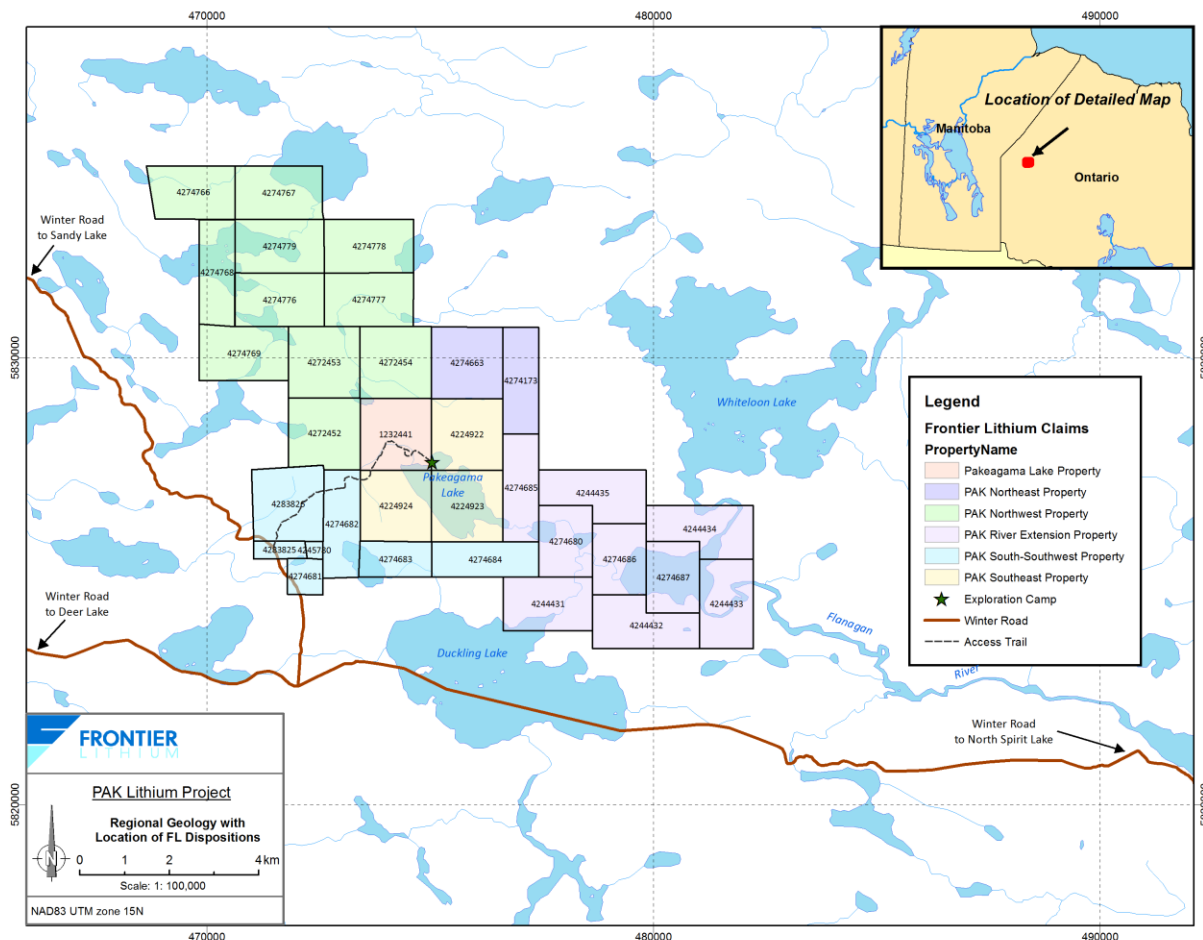 470000
480000
490000
Location of Detailed Map
Manitoba
Ontario
4274766
4274767
Winter Road
to Sandy Lake
4274779
4274778
4274768
4274776
4274777
5830000
5830000
4274769
4272453
4272454
4274663
4274173
Whiteloon Lake
4272452
1232441
4224922
Pakeagama
Lake
4274685
4244435
4283826
4274682
4224924
4224923
4274680
4244434
4283825
4245730
4274683
4274684
4274686
4274681
4274687
4244431
4244433
4244432
Winter Road
to Deer Lake
Duckling Lake
Flanagan
River
Legend
Frontier Lithium Claims
PropertyName
Pakeagama Lake Property
PAK Northeast Property
PAK Northwest Property
PAK River Extension Property
PAK South-Southwest Property
PAK Southeast Property
Exploration Camp
Winter Road
Access Trail
Winter Road
to North Spirit Lake
FRONTIER
LITHIUM
PAK Lithium Project
Regional Geology with
Location of FL Dispositions
N
0 1 2 4 km
Scale: 1: 100,000
NAD83 UTM zone 15N
5820000
5820000
470000
480000
490000